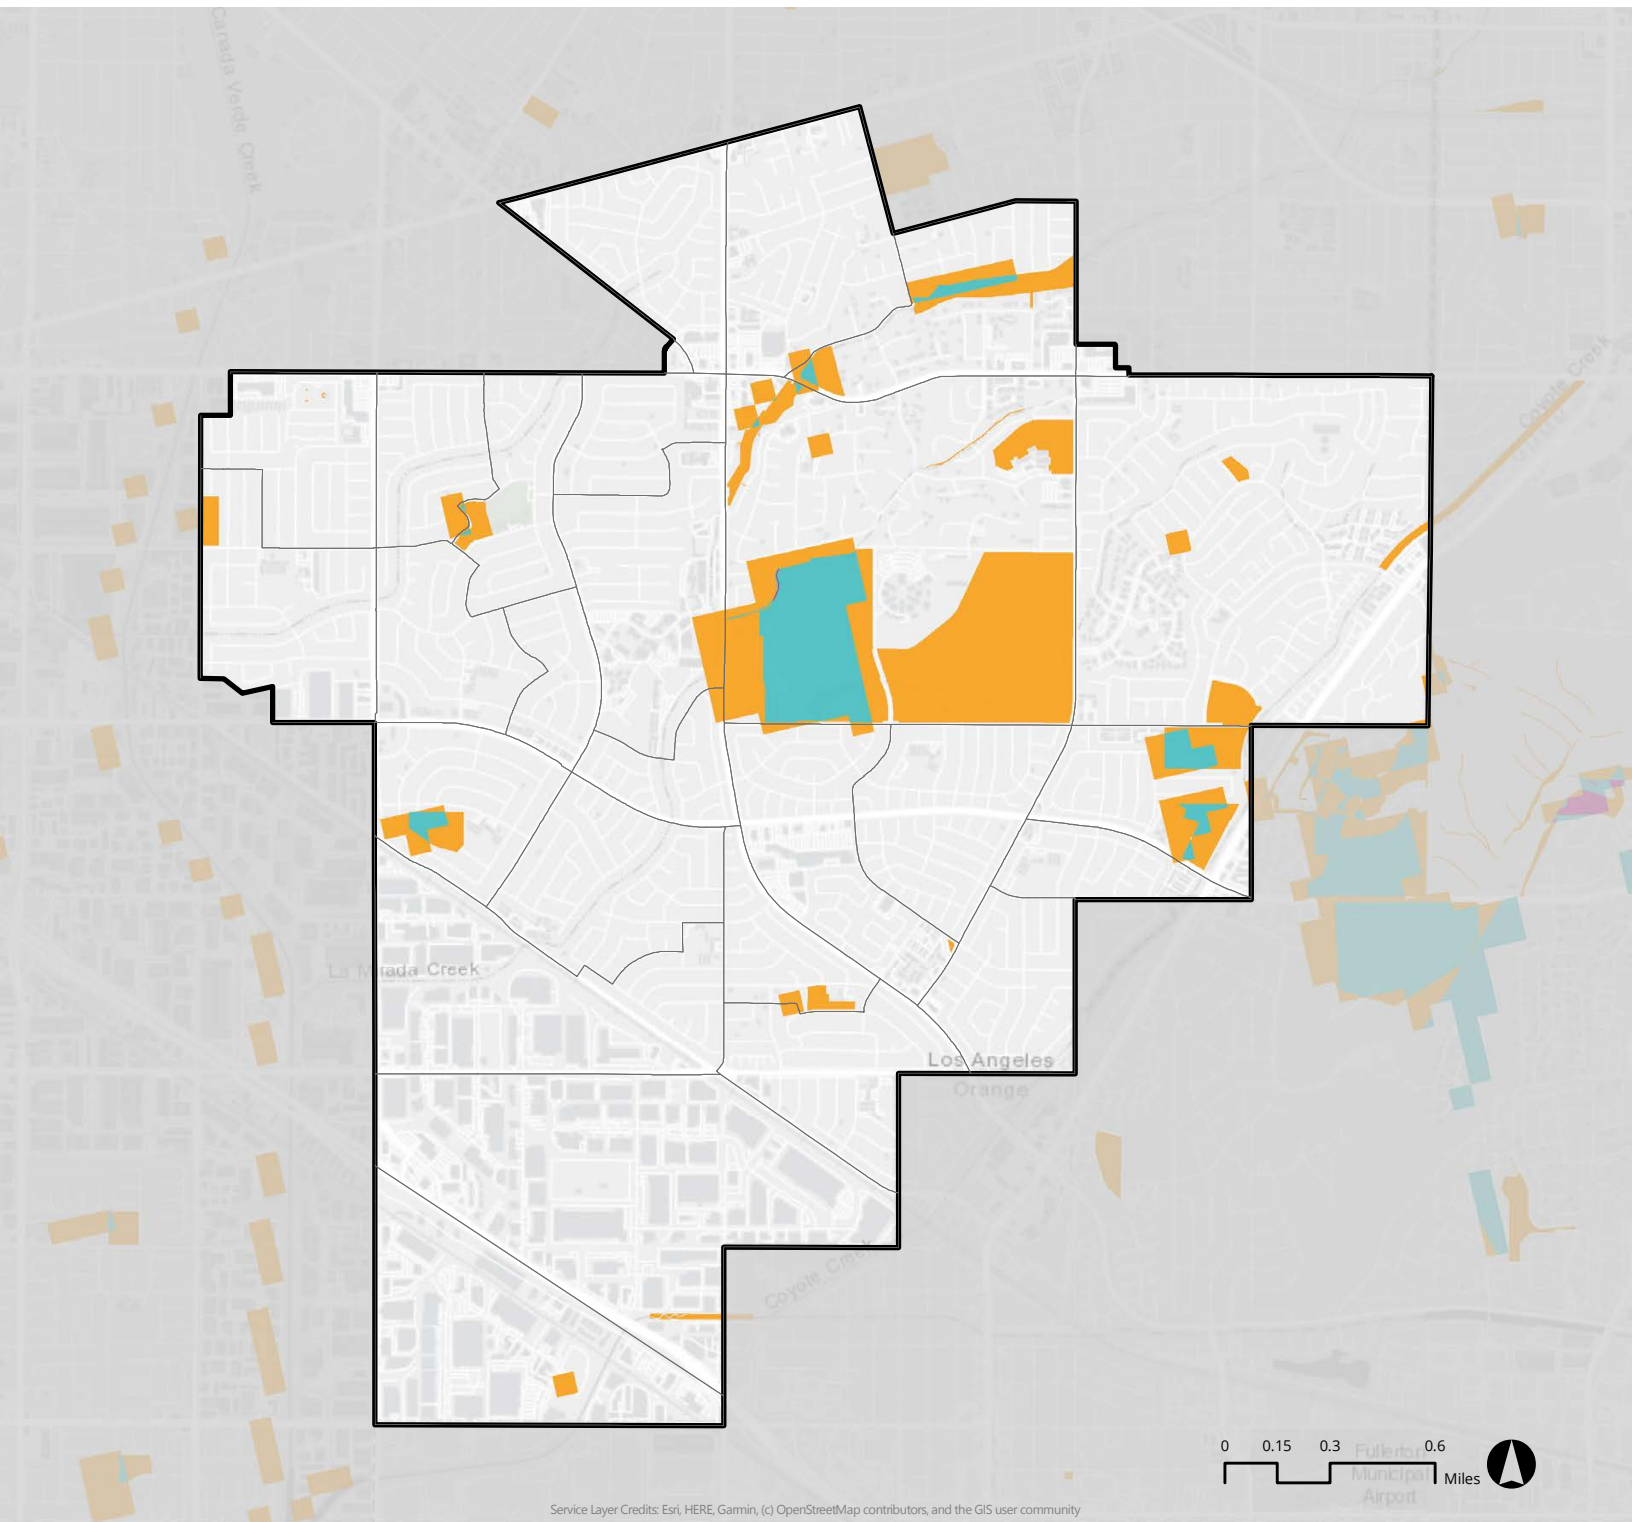 Canada Verde Creek
Coyote Creek
La Mirada Creek
Los Angeles
Orange
Coyote Creek
0 0.15 0.3 0.6
Miles
Fullerton
Municipal
Airport
Service Layer Credits: Esri, HERE, Garmin, (c) OpenStreetMap contributors, and the GIS user community